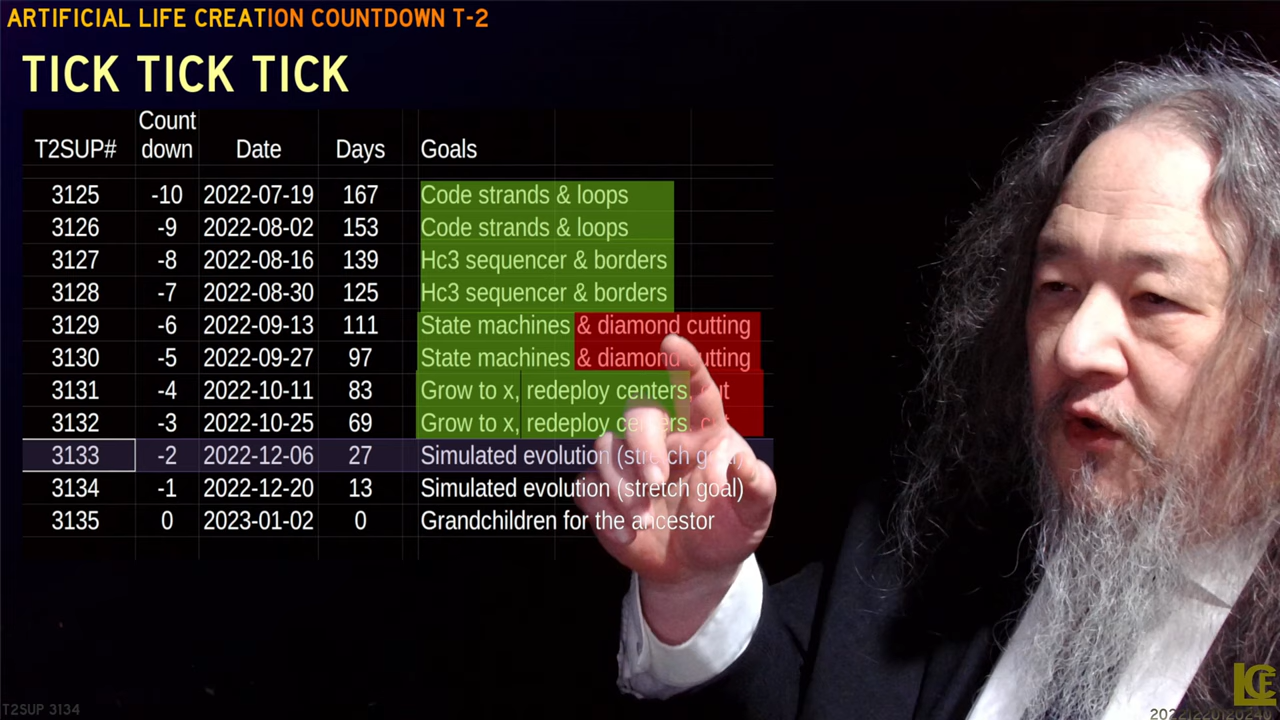 ARTIFICIAL LIFE CREATION COUNTDOWN T-2
TICK TICK TICK
T2SUP# Count down Date Days Goals
3125 -10 2022-07-19 167 Code strands & loops
3126 -9 2022-08-02 153 Code strands & loops
3127 -8 2022-08-16 139 Hc3 sequencer & borders
3128 -7 2022-08-30 125 Hc3 sequencer & borders
3129 -6 2022-09-13 111 State machines & diamond cutting
3130 -5 2022-09-27 97 State machines & diamond cutting
3131 -4 2022-10-11 83 Grow to x, redeploy centers, cut
3132 -3 2022-10-25 69 Grow to x, redeploy centers, cut
3133 -2 2022-12-06 27 Simulated evolution (stretch goal)
3134 -1 2022-12-20 13 Simulated evolution (stretch goal)
3135 0 2023-01-02 0 Grandchildren for the ancestor
T2SUP 3134